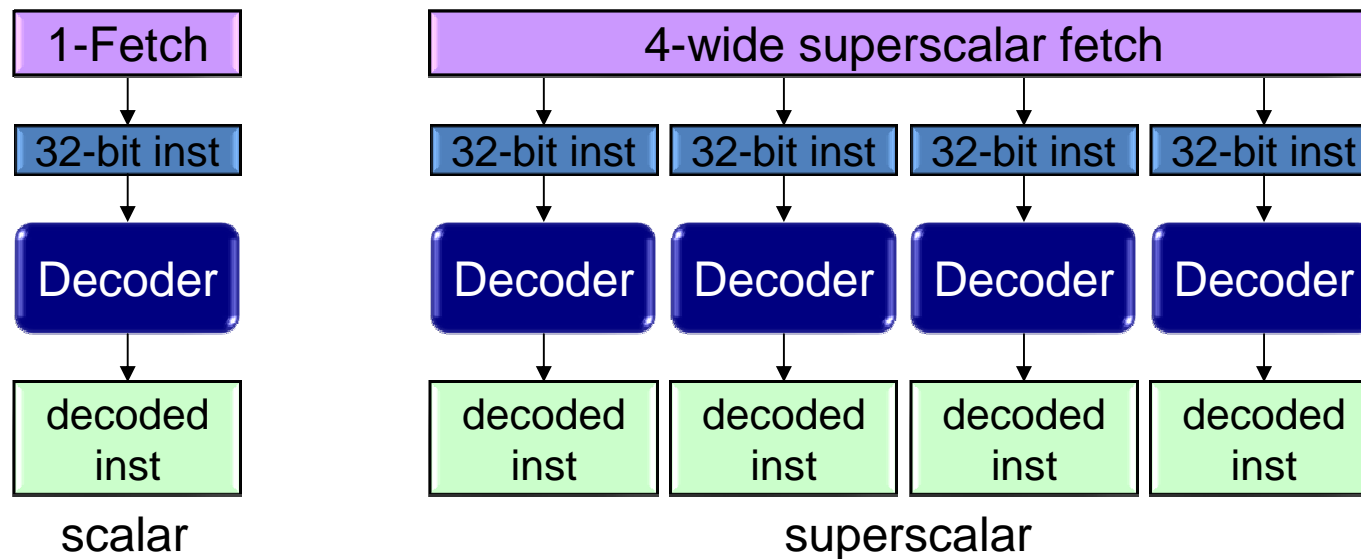 1-Fetch
4-wide superscalar fetch
32-bit inst
32-bit inst
32-bit inst
32-bit inst
32-bit inst
Decoder
Decoder
Decoder
Decoder
Decoder
decoded
inst
decoded
inst
decoded
inst
decoded
inst
decoded
inst
scalar
superscalar